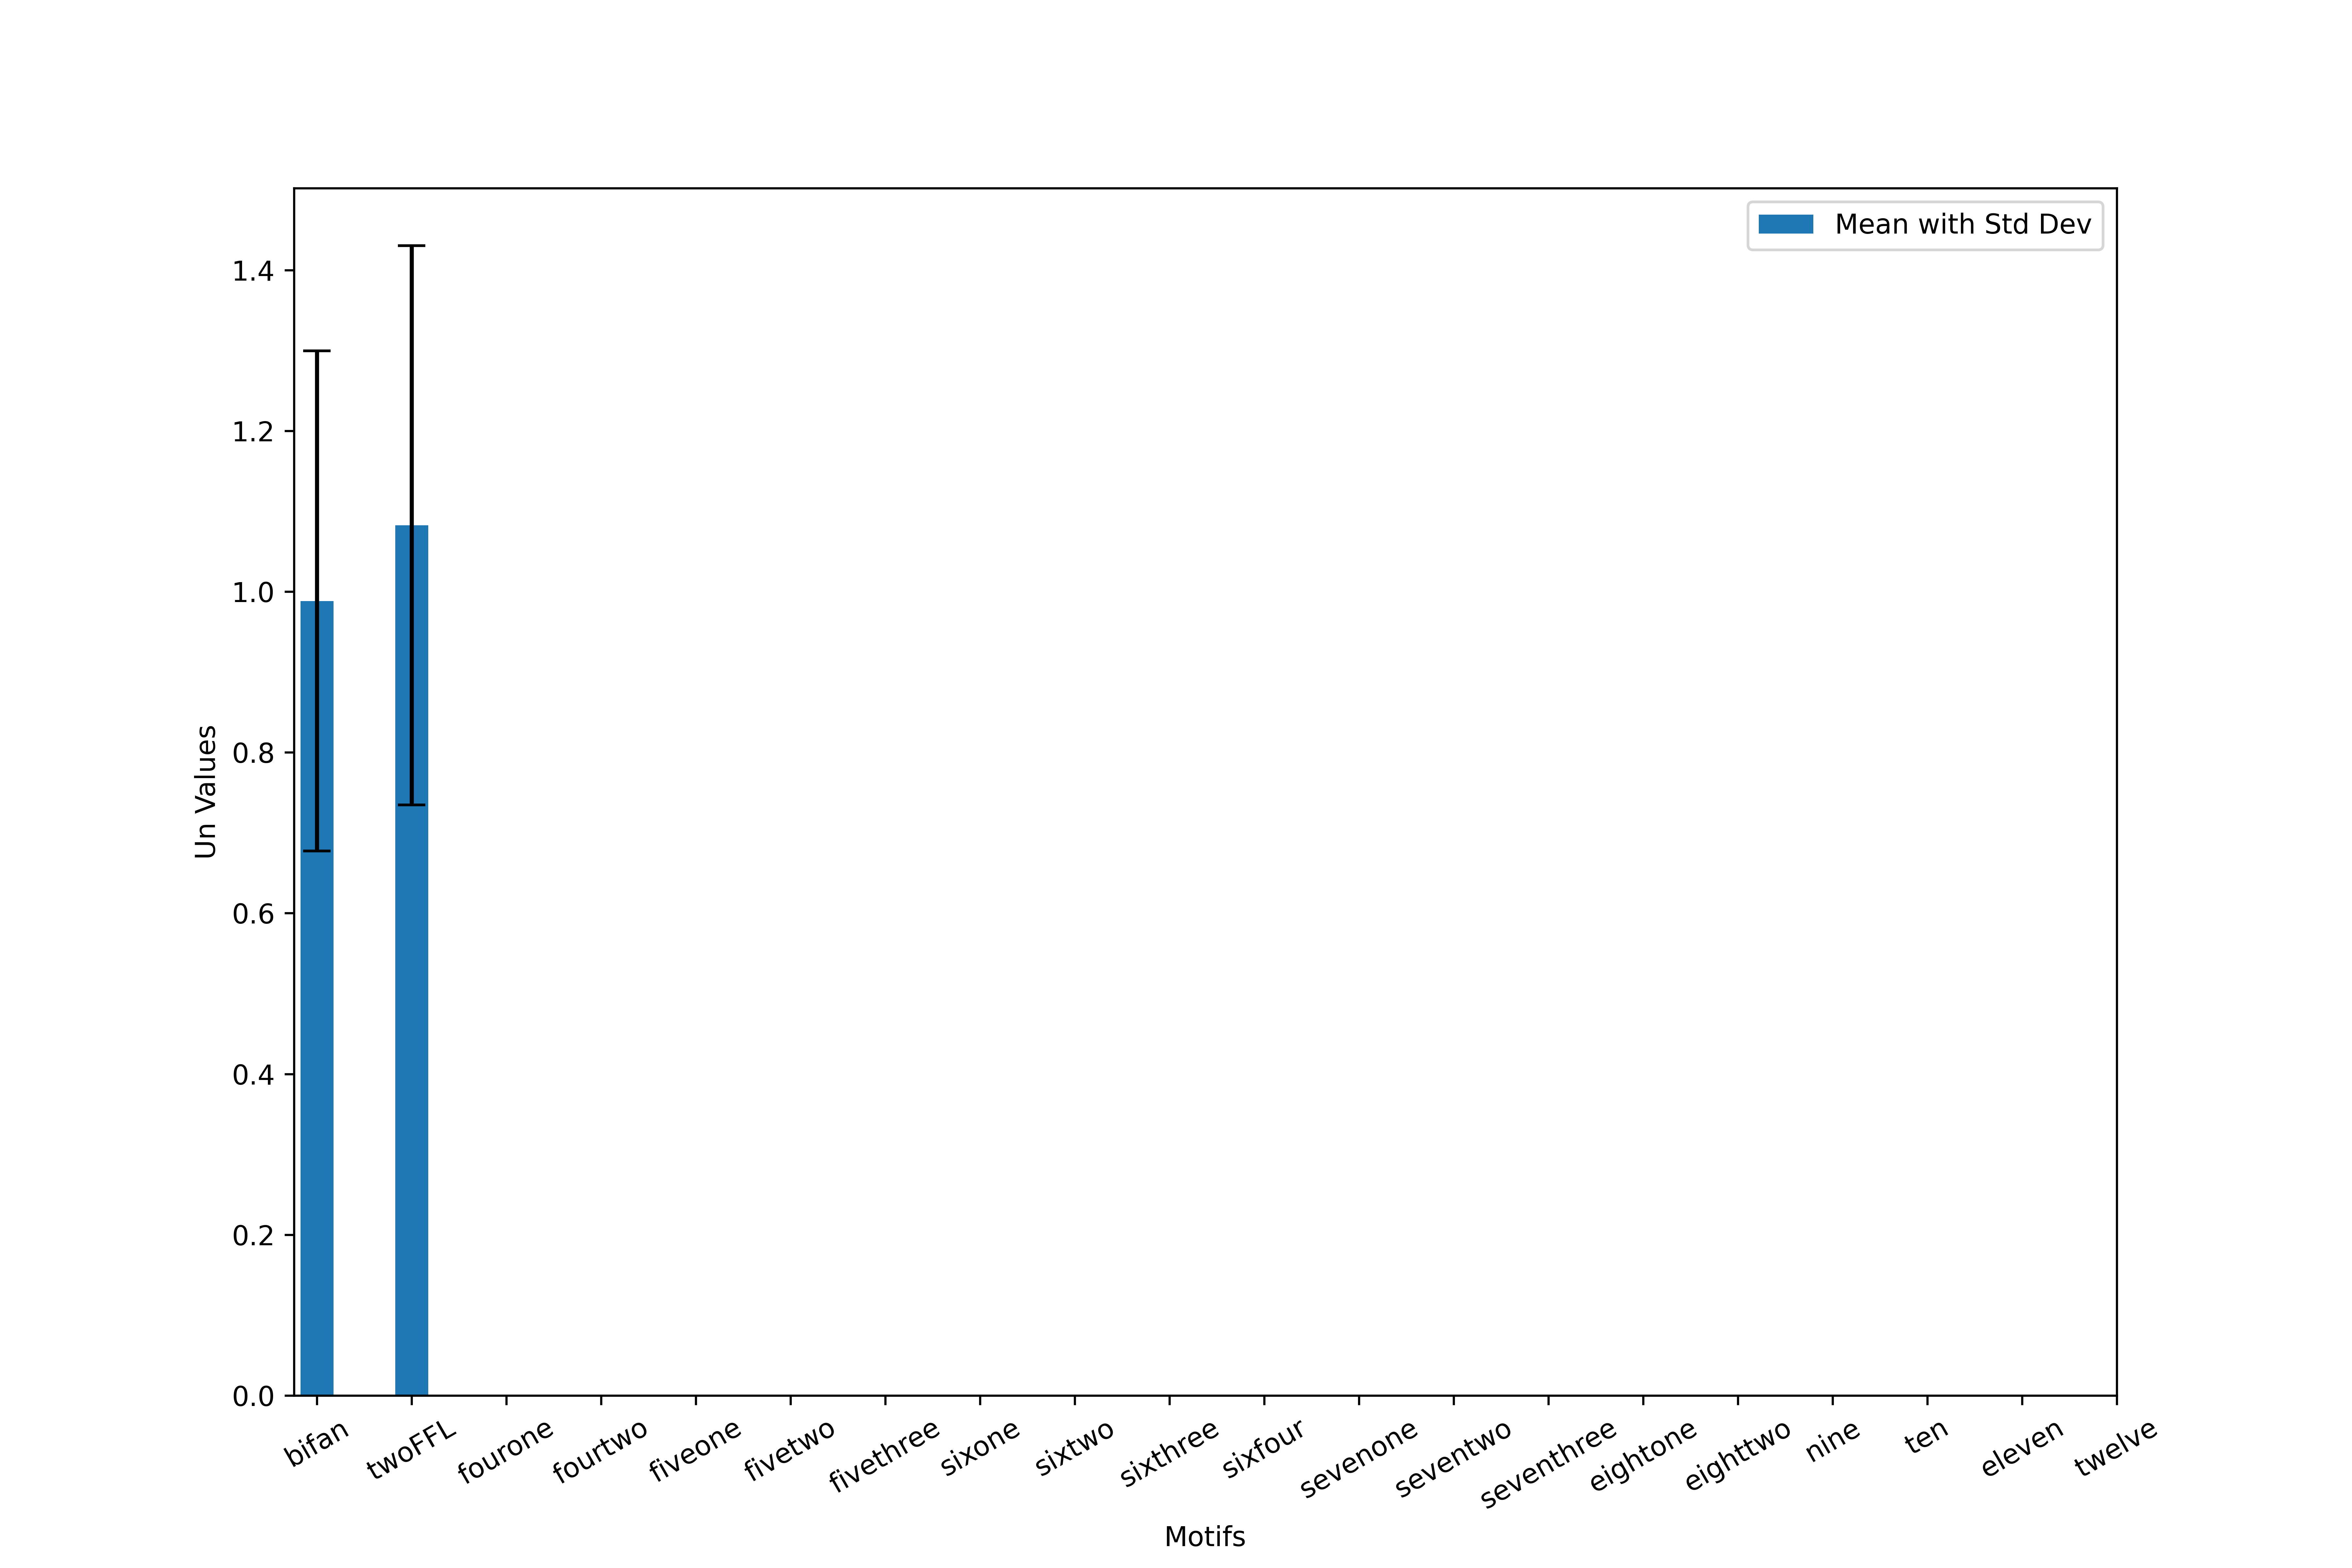 Mean with Std Dev
1.4
1.2
1.0
0.8
0.6
0.4
0.2
0.0
Un Values
bifan
twoFFL
fourone
fourtwo
fiveone
fivetwo
fivethree
sixone
sixtwo
sixthree
sixfour
sevenone
seventwo
seventhree
eightone
eighttwo
nine
ten
eleven
twelve
Motifs